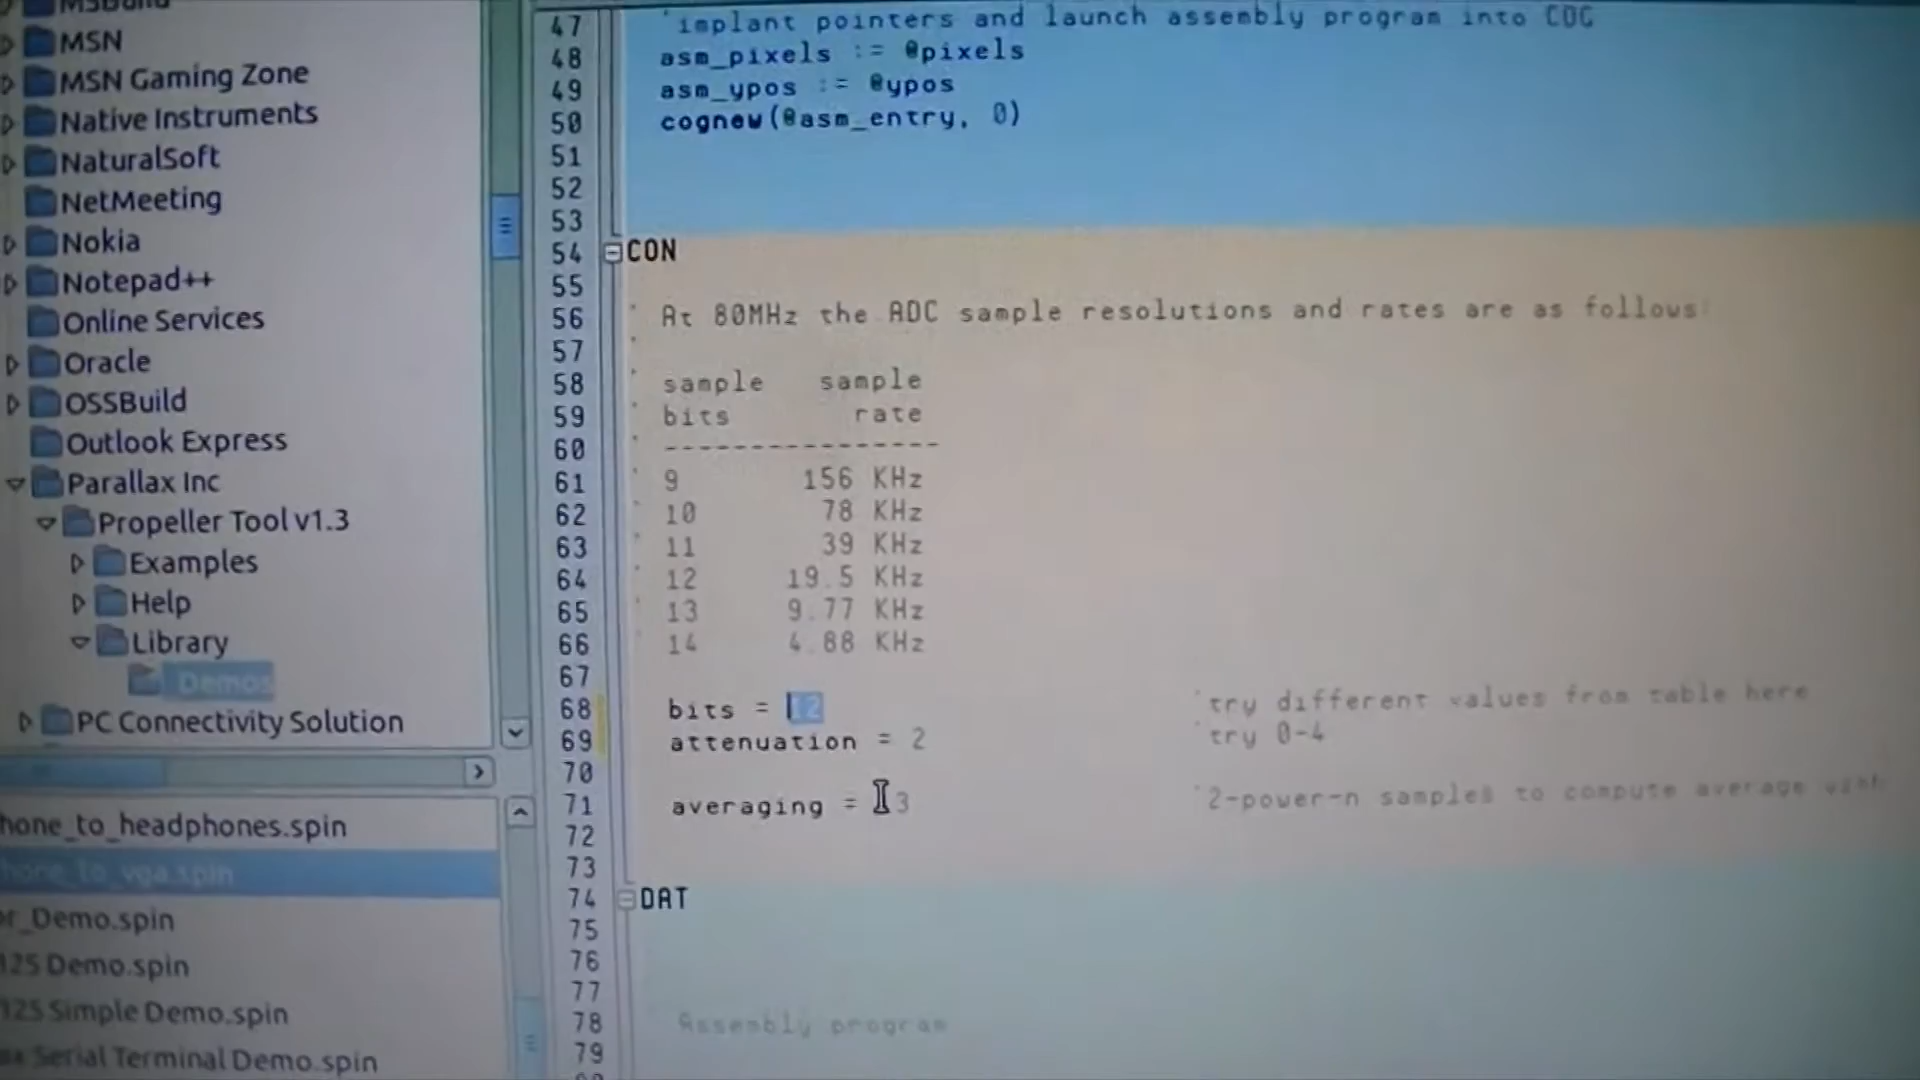 MSN
MSN Gaming Zone
Native Instruments
NaturalSoft
NetMeeting
Nokia
Notepad++
Online Services
Oracle
OSSBuild
Outlook Express
Parallax Inc
Propeller Tool v1.3
Examples
Help
Library
Demos
PC Connectivity Solution
hone_to_headphones.spin
hone_to_vga.spin
or_Demo.spin
125 Demo.spin
125 Simple Demo.spin
Serial Terminal Demo.spin
47 'implant pointers and launch assembly program into COG
48 asm_pixels := @pixels
49 asm_ypos := @ypos
50 cognew(@asm_entry, 0)
51
52
53
54 CON
55
56 ' At 80MHz the ADC sample resolutions and rates are as follows:
57 '
58 ' sample sample
59 ' bits rate
60 ' ----------------
61 ' 9 156 KHz
62 ' 10 78 KHz
63 ' 11 39 KHz
64 ' 12 19.5 KHz
65 ' 13 9.77 KHz
66 ' 14 4.88 KHz
67
68 bits = 12 'try different values from table here
69 attenuation = 2 'try 0-4
70
71 averaging = 13 '2-power-n samples to compute average with
72
73
74 DAT
75
76
77
78 ' Assembly program
79